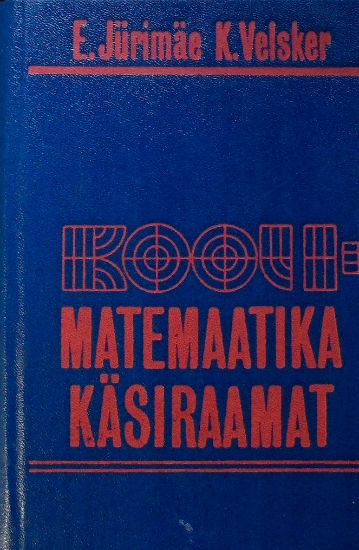 E. Jürimäe K. Velsker
KOOLI-
MATEMAATIKA
KÄSIRAAMAT